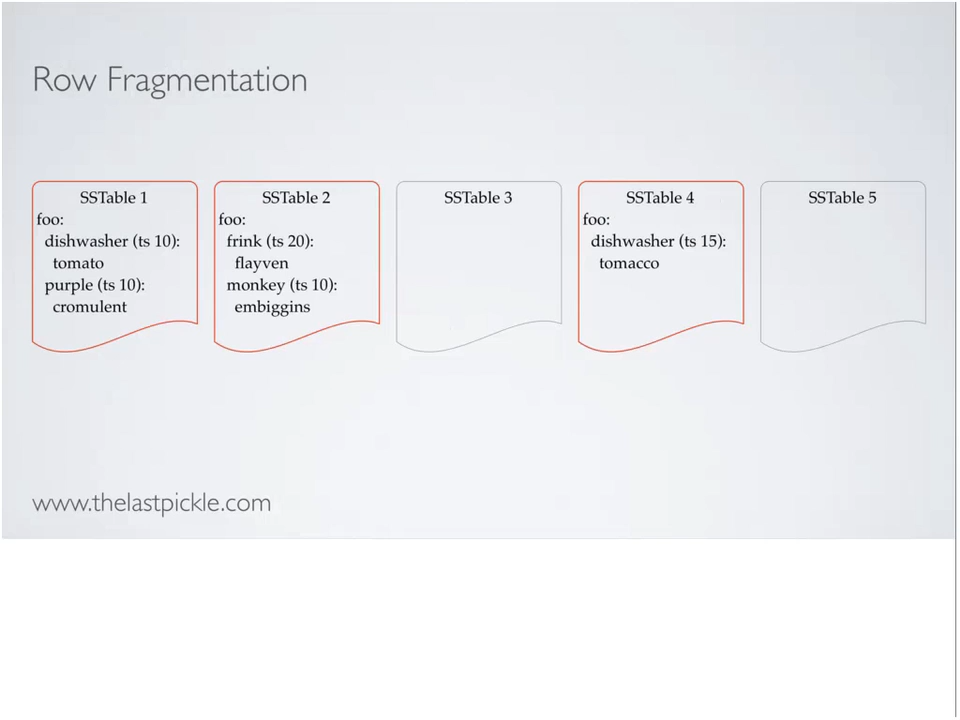 Row Fragmentation
SSTable 1
foo:
dishwasher (ts 10):
tomato
purple (ts 10):
cromulent
SSTable 2
foo:
frink (ts 20):
flayven
monkey (ts 10):
embiggins
SSTable 3
SSTable 4
foo:
dishwasher (ts 15):
tomacco
SSTable 5
www.thelastpickle.com